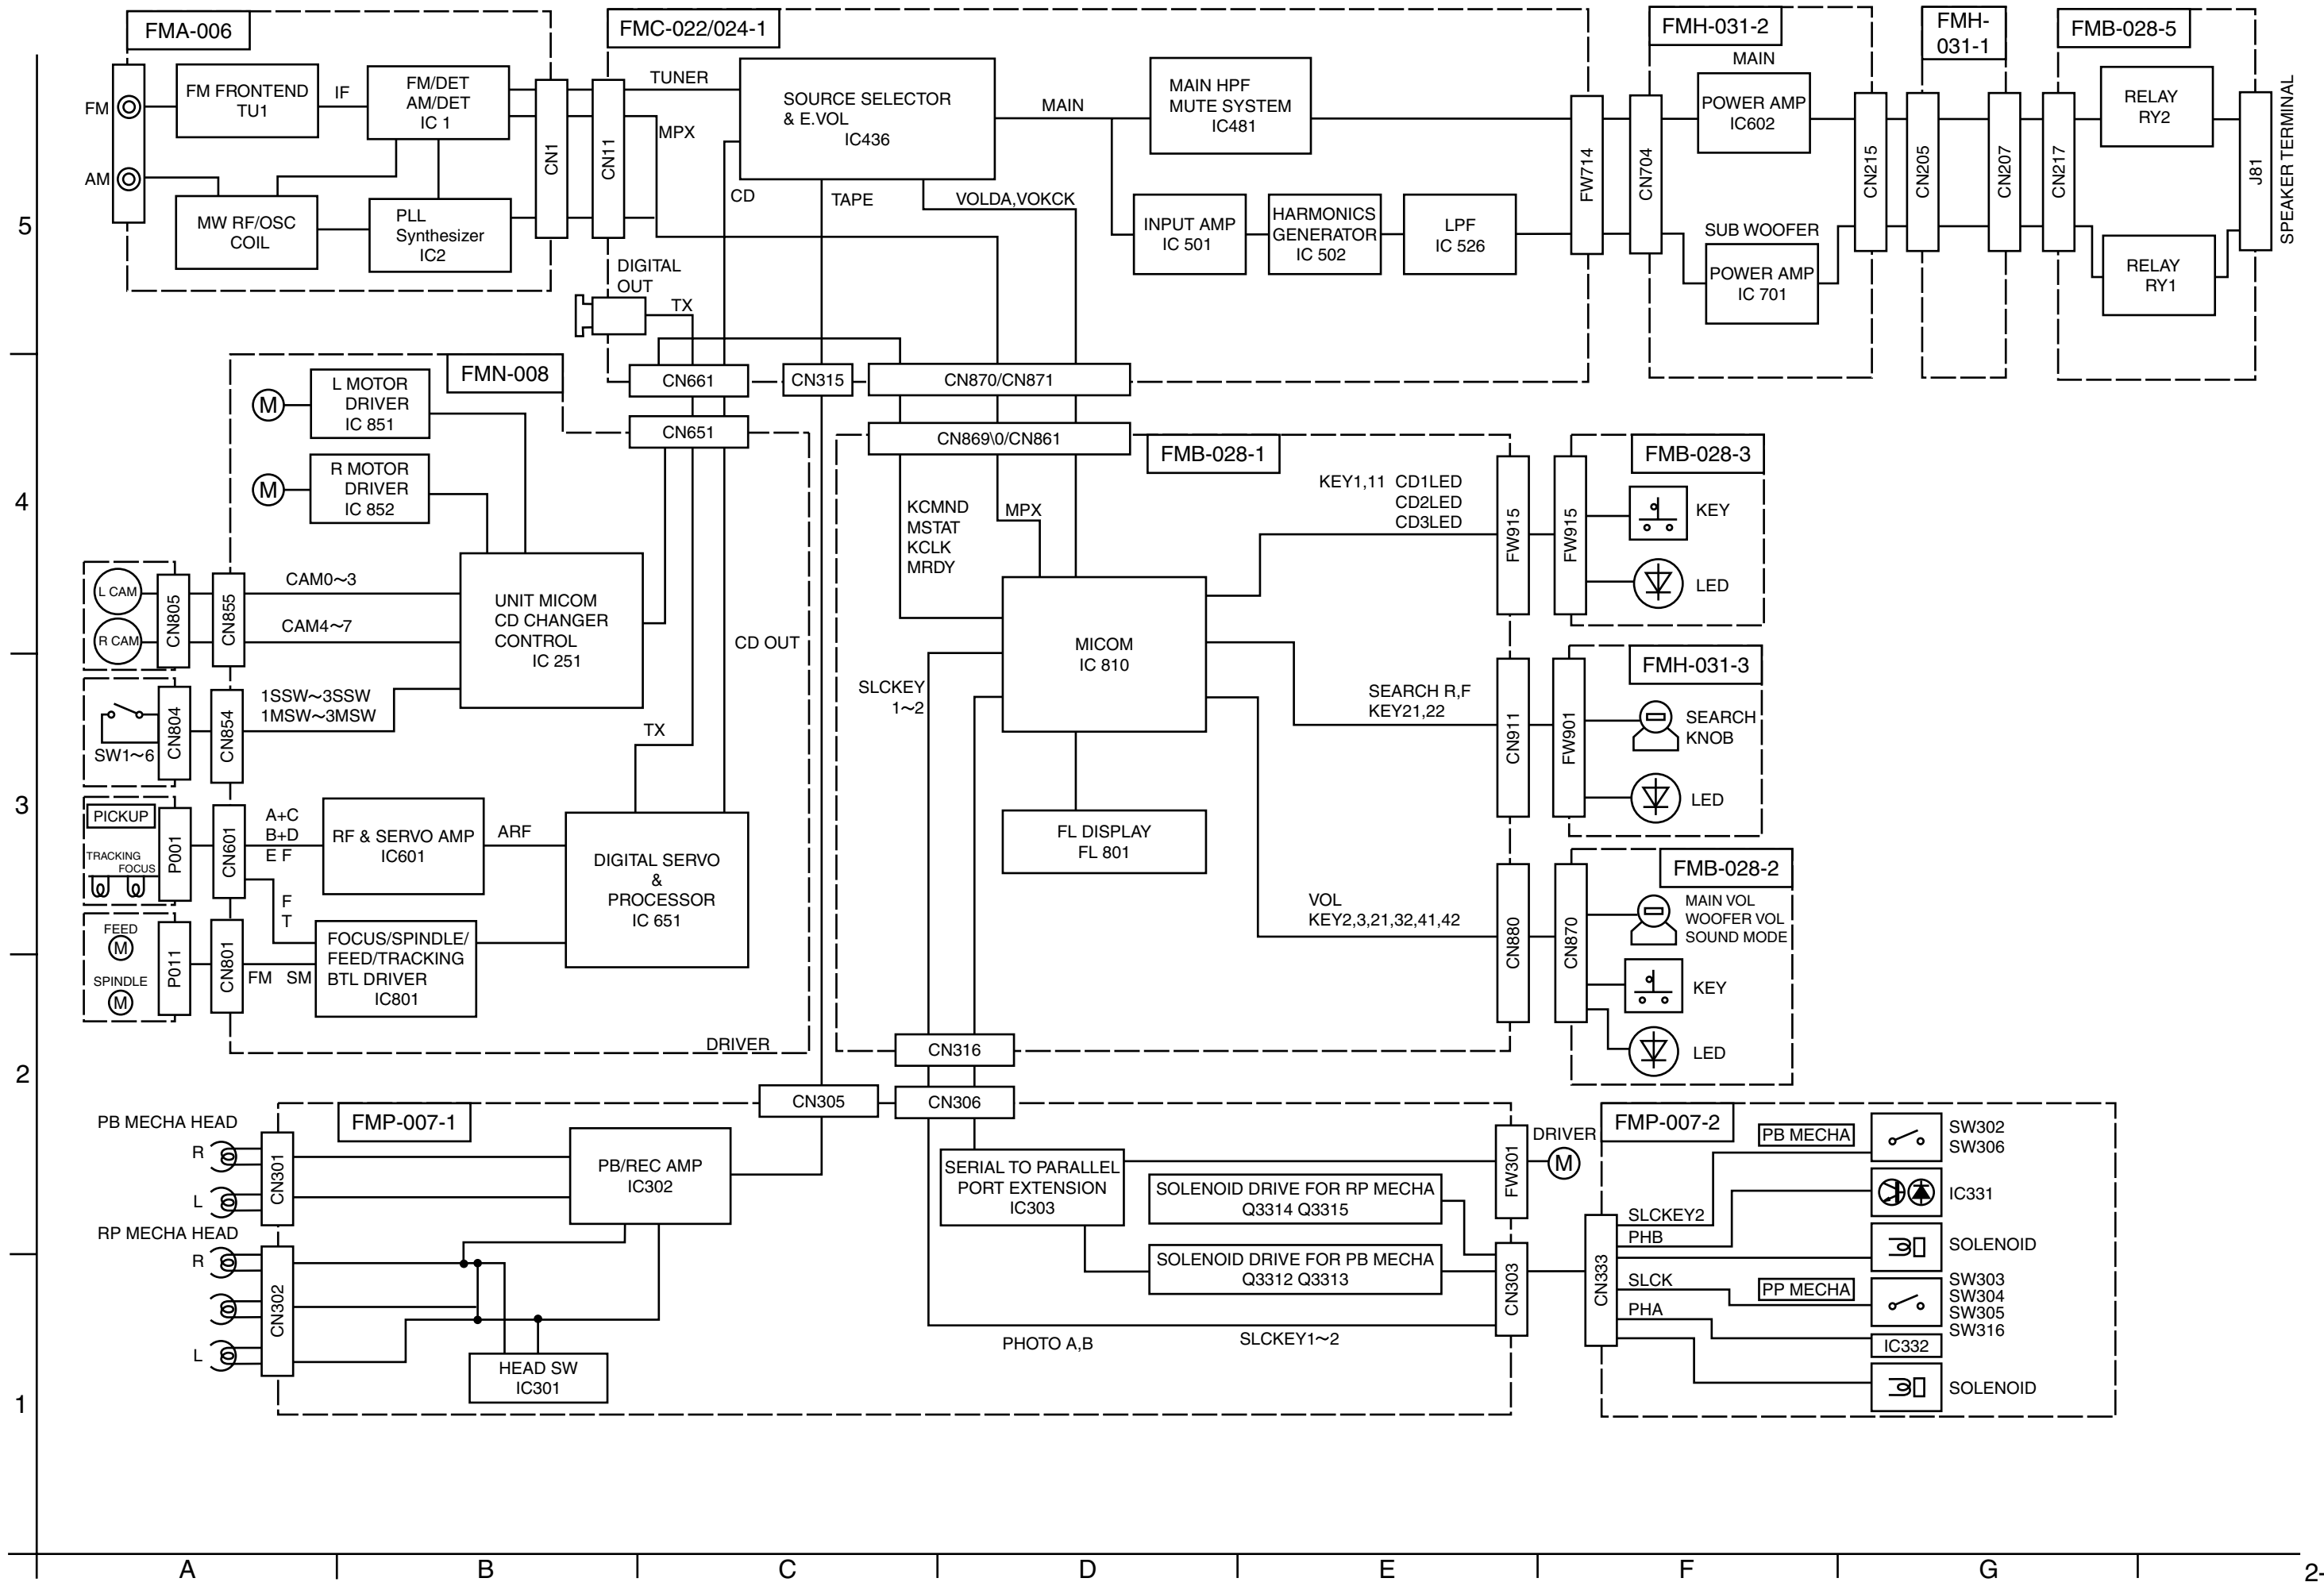 FMA-006
FM
AM
FM FRONTEND
TU1
IF
FM/DET
AM/DET
IC 1
MW RF/OSC
COIL
PLL
Synthesizer
IC2
CN1
FMC-022/024-1
CN11
TUNER
MPX
SOURCE SELECTOR
& E.VOL
IC436
CD
TAPE
VOLDA,VOKCK
MAIN
MAIN HPF
MUTE SYSTEM
IC481
INPUT AMP
IC 501
HARMONICS
GENERATOR
IC 502
LPF
IC 526
FW714
DIGITAL
OUT
TX
CN661
CN315
CN870/CN871
FMH-031-2
MAIN
CN704
POWER AMP
IC602
SUB WOOFER
POWER AMP
IC 701
CN215
FMH-
031-1
CN205
CN207
FMB-028-5
CN217
RELAY
RY2
RELAY
RY1
J81
SPEAKER TERMINAL
5
4
3
2
1
FMN-008
M
L MOTOR
DRIVER
IC 851
M
R MOTOR
DRIVER
IC 852
CN651
L CAM
R CAM
CN805
CN855
CAM0~3
CAM4~7
UNIT MICOM
CD CHANGER
CONTROL
IC 251
CD OUT
SW1~6
CN804
CN854
1SSW~3SSW
1MSW~3MSW
TX
PICKUP
TRACKING
FOCUS
P001
CN601
A+C
B+D
E F
RF & SERVO AMP
IC601
ARF
DIGITAL SERVO
&
PROCESSOR
IC 651
F
T
FEED
M
SPINDLE
M
P011
CN801
FM SM
FOCUS/SPINDLE/
FEED/TRACKING
BTL DRIVER
IC801
DRIVER
CN869\0/CN861
FMB-028-1
KCMND
MSTAT
KCLK
MRDY
MPX
KEY1,11 CD1LED
CD2LED
CD3LED
MICOM
IC 810
SLCKEY
1~2
SEARCH R,F
KEY21,22
FL DISPLAY
FL 801
VOL
KEY2,3,21,32,41,42
FW915
CN911
CN880
CN316
FMB-028-3
FW915
KEY
LED
FMH-031-3
FW901
SEARCH
KNOB
LED
FMB-028-2
CN870
MAIN VOL
WOOFER VOL
SOUND MODE
KEY
LED
CN305
CN306
FMP-007-1
PB MECHA HEAD
R
L
CN301
RP MECHA HEAD
R
L
CN302
PB/REC AMP
IC302
HEAD SW
IC301
SERIAL TO PARALLEL
PORT EXTENSION
IC303
SOLENOID DRIVE FOR RP MECHA
Q3314 Q3315
SOLENOID DRIVE FOR PB MECHA
Q3312 Q3313
PHOTO A,B
SLCKEY1~2
FW301
DRIVER
M
CN303
FMP-007-2
CN333
SLCKEY2
PHB
SLCK
PHA
PB MECHA
SW302
SW306
IC331
SOLENOID
PP MECHA
SW303
SW304
SW305
SW316
IC332
SOLENOID
A
B
C
D
E
F
G
2-